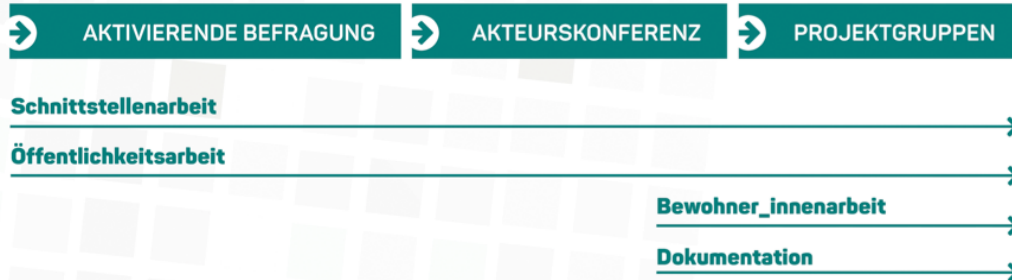 AKTIVIERENDE BEFRAGUNG AKTEURSKONFERENZ PROJEKTGRUPPEN
Schnittstellenarbeit
Öffentlichkeitsarbeit
Bewohner_innenarbeit
Dokumentation